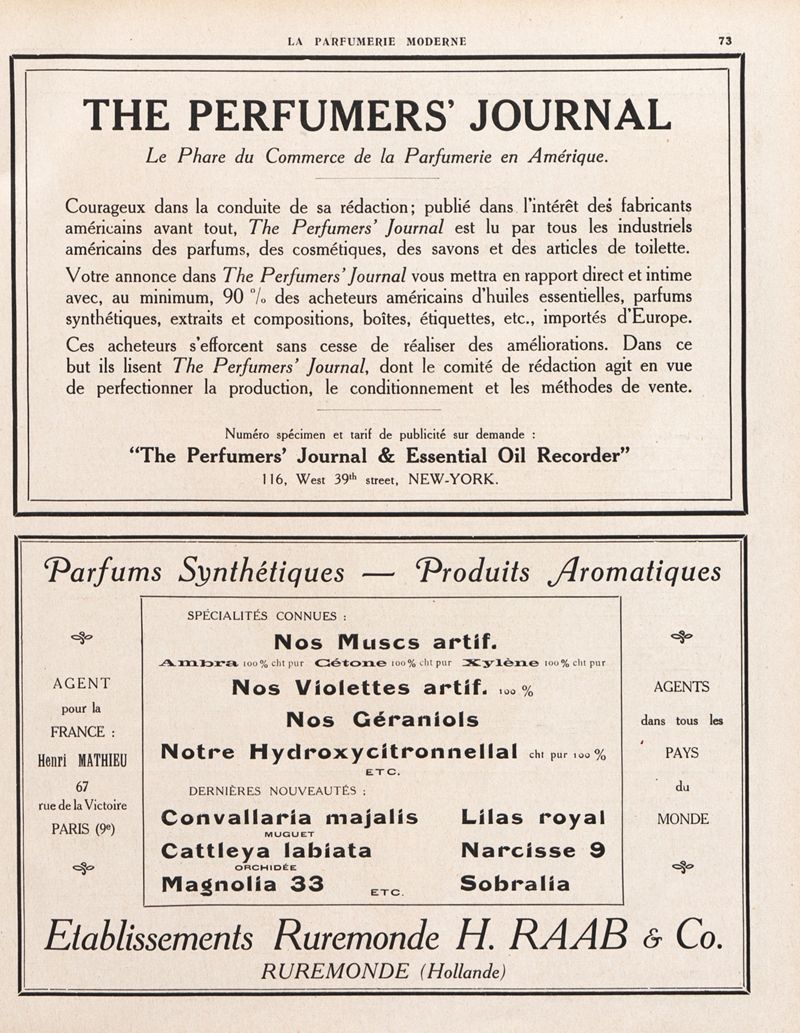 LA PARFUMERIE MODERNE 73
THE PERFUMERS' JOURNAL
Le Phare du Commerce de la Parfumerie en Amérique.
Courageux dans la conduite de sa rédaction; publié dans l'intérêt des fabricants
américains avant tout, The Perfumers' Journal est lu par tous les industriels
américains des parfums, des cosmétiques, des savons et des articles de toilette.
Votre annonce dans The Perfumers' Journal vous mettra en rapport direct et intime
avec, au minimum, 90 % des acheteurs américains d'huiles essentielles, parfums
synthétiques, extraits et compositions, boîtes, étiquettes, etc., importés d'Europe.
Ces acheteurs s'efforcent sans cesse de réaliser des améliorations. Dans ce
but ils lisent The Perfumers' Journal, dont le comité de rédaction agit en vue
de perfectionner la production, le conditionnement et les méthodes de vente.
Numéro spécimen et tarif de publicité sur demande :
"The Perfumers' Journal & Essential Oil Recorder"
116, West 39th street, NEW-YORK.
Parfums Synthétiques — Produits Aromatiques
AGENT
pour la
FRANCE :
Henri MATHIEU
67
rue de la Victoire
PARIS (9e)
SPÉCIALITÉS CONNUES :
Nos Muscs artif.
Ambra 100 % cht pur Cétone 100 % cht pur Xylène 100 % cht pur
Nos Violettes artif. 100 %
Nos Géraniols
Notre Hydroxycitronnellal cht pur 100 %
ETC.
DERNIÈRES NOUVEAUTÉS :
Convallaria majalis Lilas royal
MUGUET
Cattleya labiata Narcisse 9
ORCHIDÉE
Magnolia 33 ETC. Sobralia
AGENTS
dans tous les
PAYS
du
MONDE
Etablissements Ruremonde H. RAAB & Co.
RUREMONDE (Hollande)